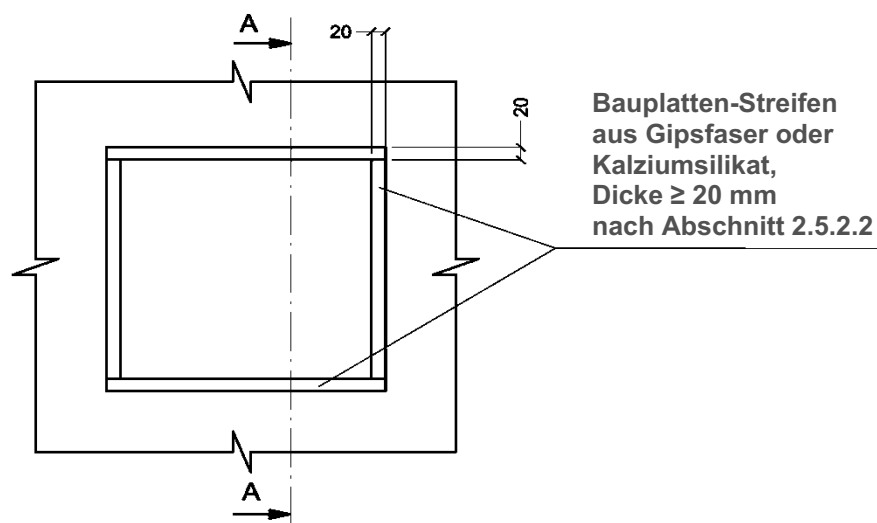 A
20
20
Bauplatten-Streifen
aus Gipsfaser oder
Kalziumsilikat,
Dicke ≥ 20 mm
nach Abschnitt 2.5.2.2
A